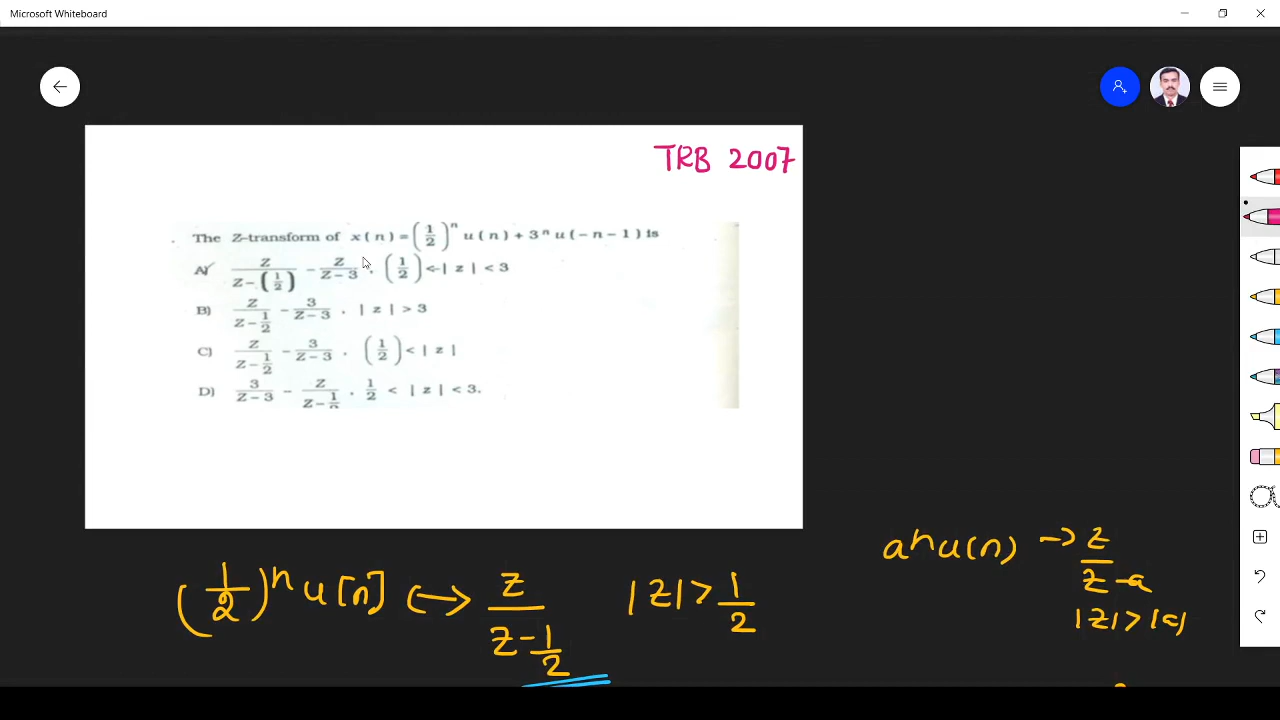 Microsoft Whiteboard
TRB 2007
The Z-transform of x(n) = (1/2)^n u(n) + 3^n u(-n-1) is
A) z/(z-(1/2)) - z/(z-3) . (1/2) < |z| < 3
B) z/(z-1/2) - 3/(z-3) . |z| > 3
C) z/(z-1/2) - 3/(z-3) . (1/2) < |z|
D) 3/(z-3) - z/(z-1/2) . 1/2 < |z| < 3.
a^n u(n) → z/(z-a)
|z| > |a|
(1/2)^n u[n] ↔ z/(z-1/2) |z| > 1/2